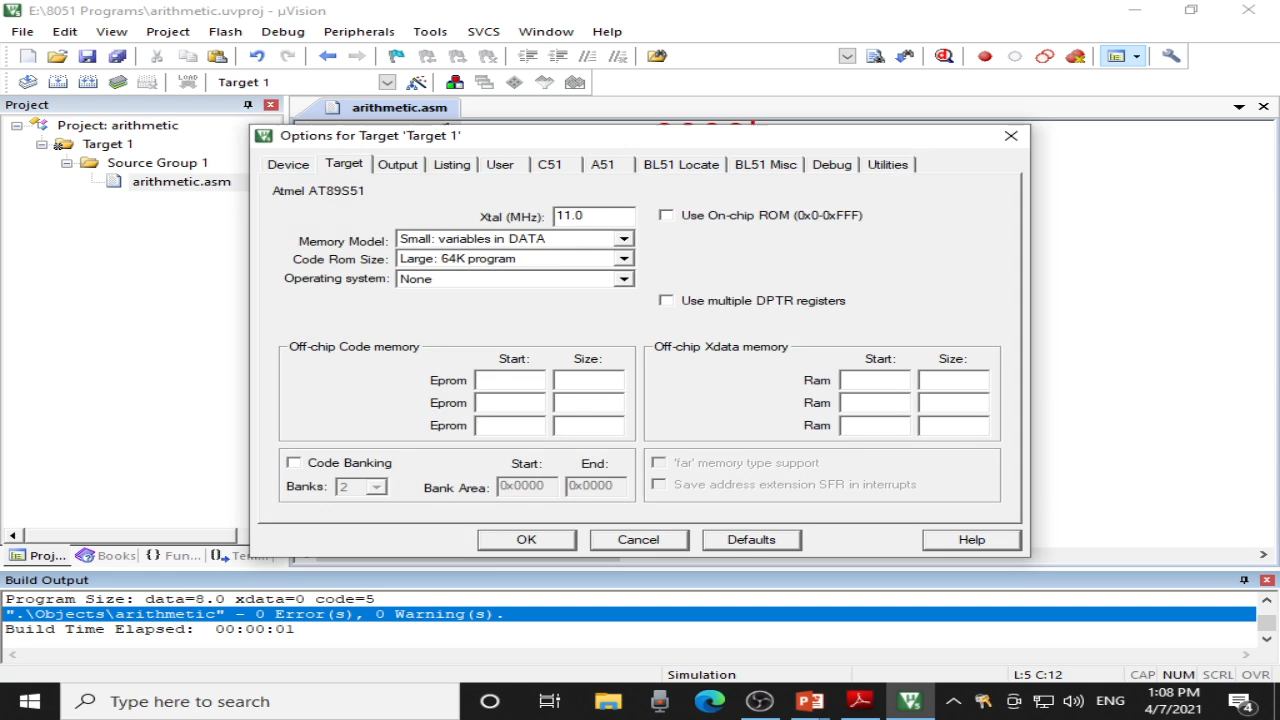 E:\8051 Programs\arithmetic.uvproj - µVision
File Edit View Project Flash Debug Peripherals Tools SVCS Window Help
LOAD Target 1
Project
arithmetic.asm
Project: arithmetic
Target 1
Source Group 1
arithmetic.asm
Options for Target 'Target 1'
Device Target Output Listing User C51 A51 BL51 Locate BL51 Misc Debug Utilities
Atmel AT89S51
Xtal (MHz): 11.0
Use On-chip ROM (0x0-0xFFF)
Memory Model: Small: variables in DATA
Code Rom Size: Large: 64K program
Operating system: None
Use multiple DPTR registers
Off-chip Code memory
Start: Size:
Eprom
Eprom
Eprom
Off-chip Xdata memory
Start: Size:
Ram
Ram
Ram
Code Banking Start: End:
Banks: 2 Bank Area: 0x0000 0x0000
'far' memory type support
Save address extension SFR in interrupts
OK Cancel Defaults Help
Proj... Books {} Fun...
Build Output
Program Size: data=8.0 xdata=0 code=5
".\Objects\arithmetic" - 0 Error(s), 0 Warning(s).
Build Time Elapsed: 00:00:01
Simulation L:5 C:12 CAP NUM SCRL OVR
Type here to search
ENG
1:08 PM
4/7/2021
4